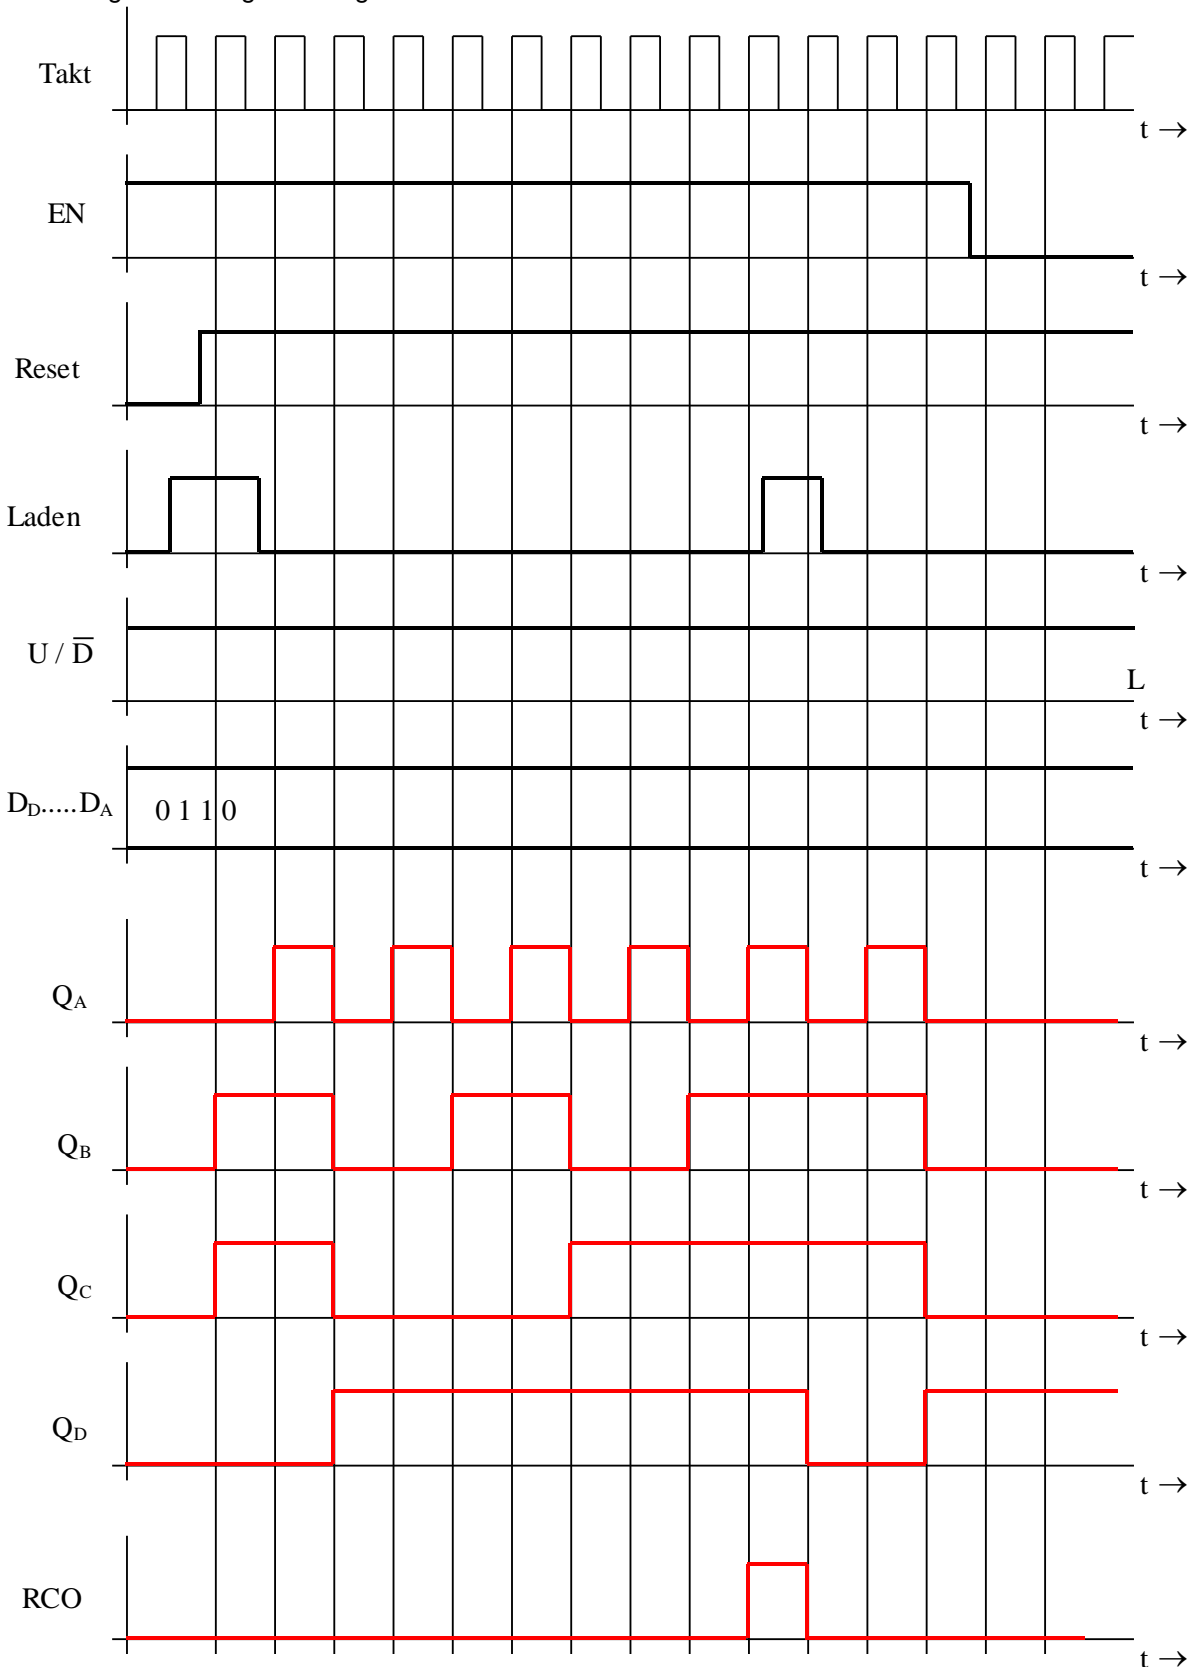 Takt
t →
EN
t →
Reset
t →
Laden
t →
U / D̅
L
t →
D_D.....D_A 0 1 1 0
t →
Q_A
t →
Q_B
t →
Q_C
t →
Q_D
t →
RCO
t →